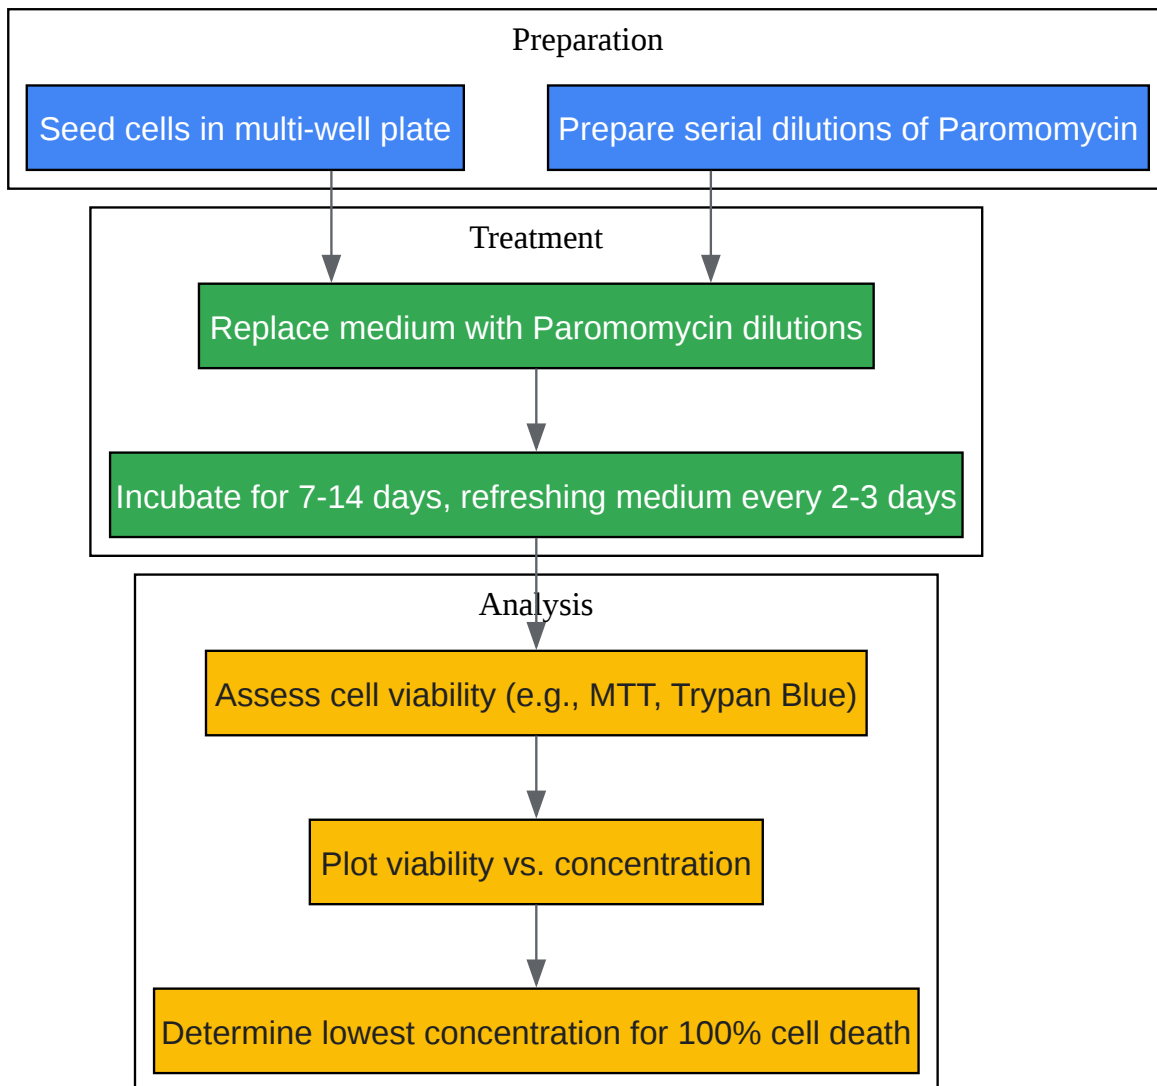 Preparation
Seed cells in multi-well plate
Prepare serial dilutions of Paromomycin
Treatment
Replace medium with Paromomycin dilutions
Incubate for 7-14 days, refreshing medium every 2-3 days
Analysis
Assess cell viability (e.g., MTT, Trypan Blue)
Plot viability vs. concentration
Determine lowest concentration for 100% cell death